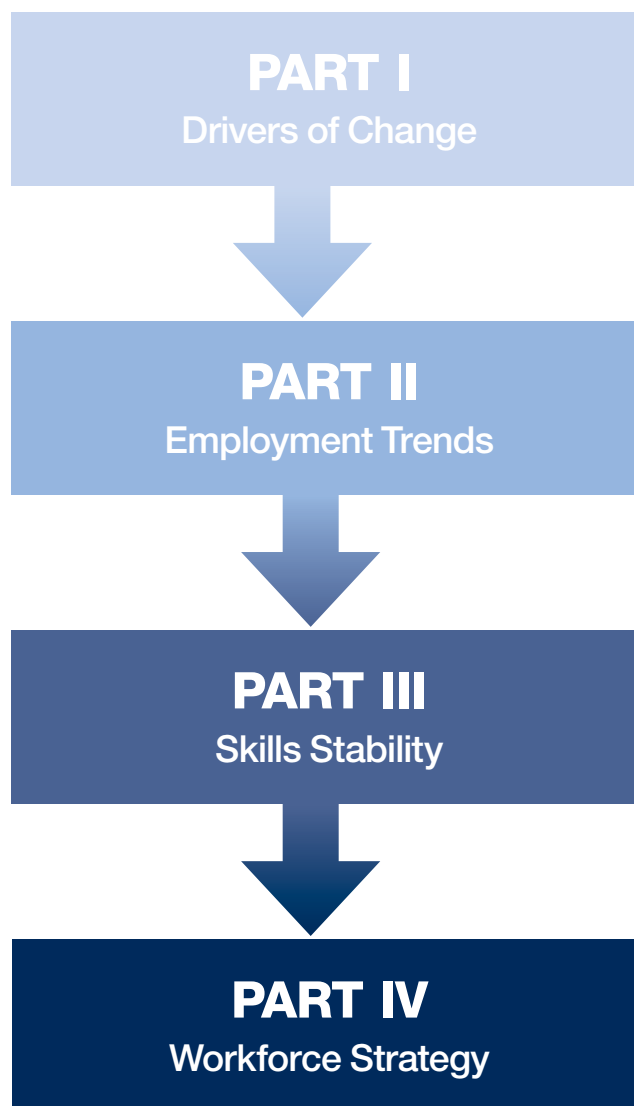 PART I
Drivers of Change
PART II
Employment Trends
PART III
Skills Stability
PART IV
Workforce Strategy